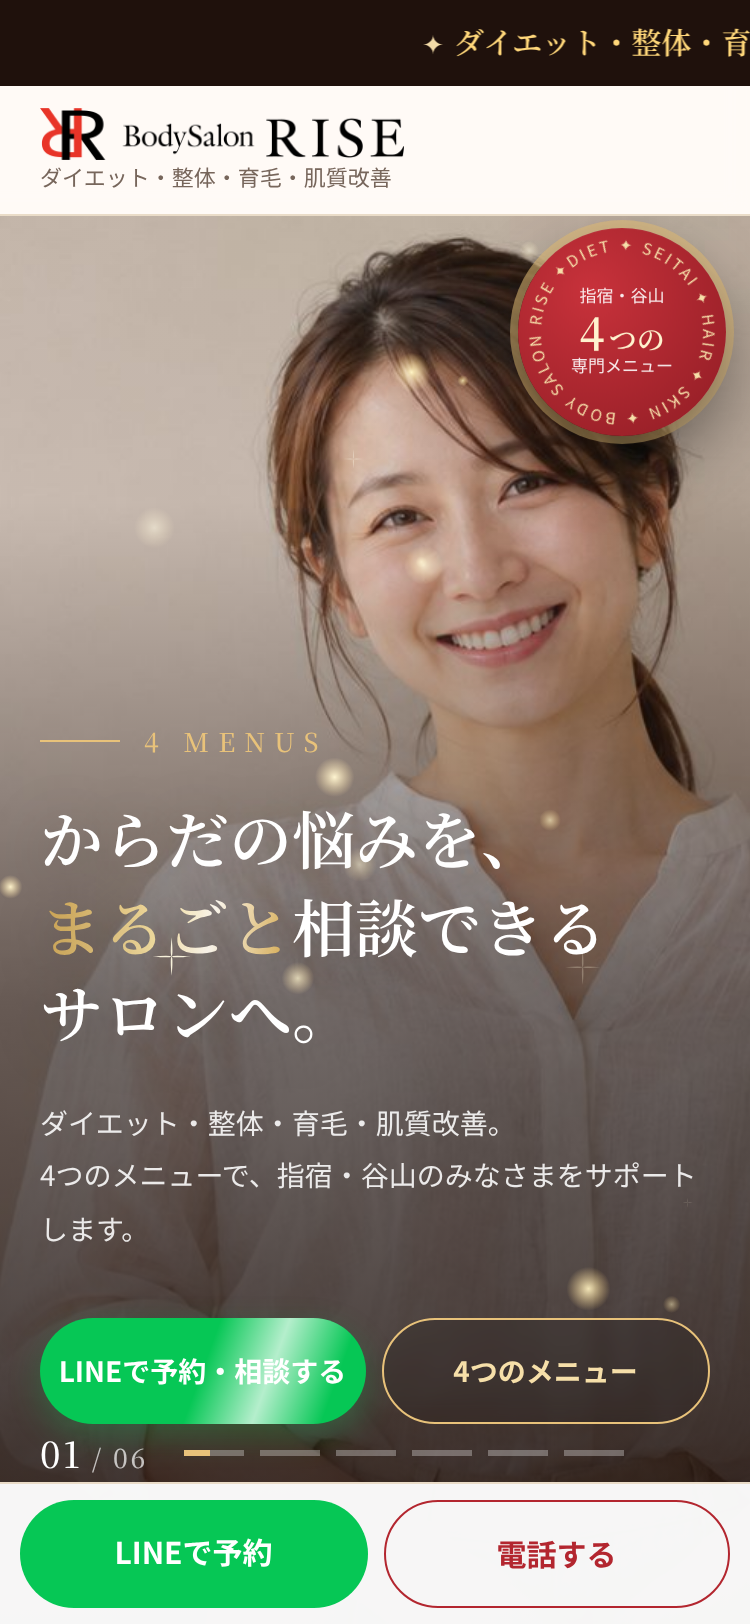 ✦ ダイエット・整体・育
RR BodySalon RISE
ダイエット・整体・育毛・肌質改善
DIET ✦ SEITAI ✦ HAIR ✦ SKIN ✦ BODY SALON RISE ✦
指宿・谷山
4つの
専門メニュー
4 MENUS
からだの悩みを、
まるごと相談できる
サロンへ。
ダイエット・整体・育毛・肌質改善。
4つのメニューで、指宿・谷山のみなさまをサポート
します。
LINEで予約・相談する
4つのメニュー
01 / 06
LINEで予約
電話する